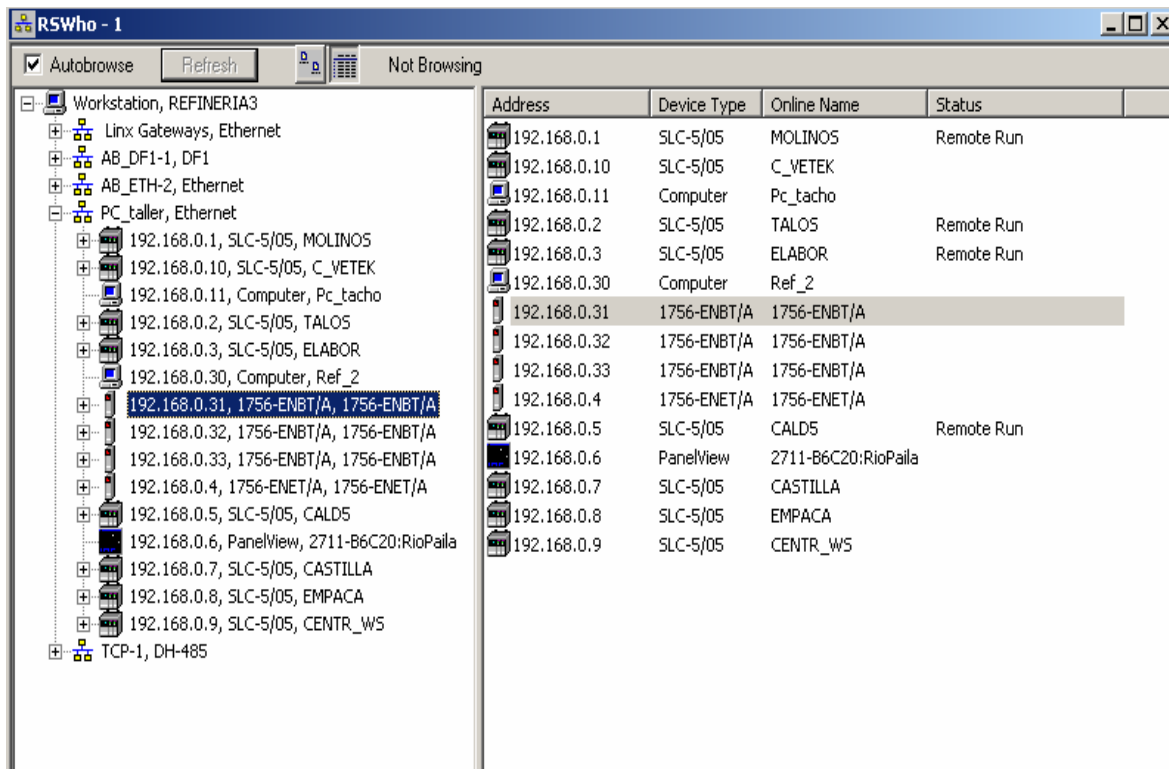 RSWho - 1
Autobrowse Refresh Not Browsing
Workstation, REFINERIA3
Linx Gateways, Ethernet
AB_DF1-1, DF1
AB_ETH-2, Ethernet
PC_taller, Ethernet
192.168.0.1, SLC-5/05, MOLINOS
192.168.0.10, SLC-5/05, C_VETEK
192.168.0.11, Computer, Pc_tacho
192.168.0.2, SLC-5/05, TALOS
192.168.0.3, SLC-5/05, ELABOR
192.168.0.30, Computer, Ref_2
192.168.0.31, 1756-ENBT/A, 1756-ENBT/A
192.168.0.32, 1756-ENBT/A, 1756-ENBT/A
192.168.0.33, 1756-ENBT/A, 1756-ENBT/A
192.168.0.4, 1756-ENET/A, 1756-ENET/A
192.168.0.5, SLC-5/05, CALD5
192.168.0.6, PanelView, 2711-B6C20:RioPaila
192.168.0.7, SLC-5/05, CASTILLA
192.168.0.8, SLC-5/05, EMPACA
192.168.0.9, SLC-5/05, CENTR_WS
TCP-1, DH-485
Address Device Type Online Name Status
192.168.0.1 SLC-5/05 MOLINOS Remote Run
192.168.0.10 SLC-5/05 C_VETEK
192.168.0.11 Computer Pc_tacho
192.168.0.2 SLC-5/05 TALOS Remote Run
192.168.0.3 SLC-5/05 ELABOR Remote Run
192.168.0.30 Computer Ref_2
192.168.0.31 1756-ENBT/A 1756-ENBT/A
192.168.0.32 1756-ENBT/A 1756-ENBT/A
192.168.0.33 1756-ENBT/A 1756-ENBT/A
192.168.0.4 1756-ENET/A 1756-ENET/A
192.168.0.5 SLC-5/05 CALD5 Remote Run
192.168.0.6 PanelView 2711-B6C20:RioPaila
192.168.0.7 SLC-5/05 CASTILLA
192.168.0.8 SLC-5/05 EMPACA
192.168.0.9 SLC-5/05 CENTR_WS